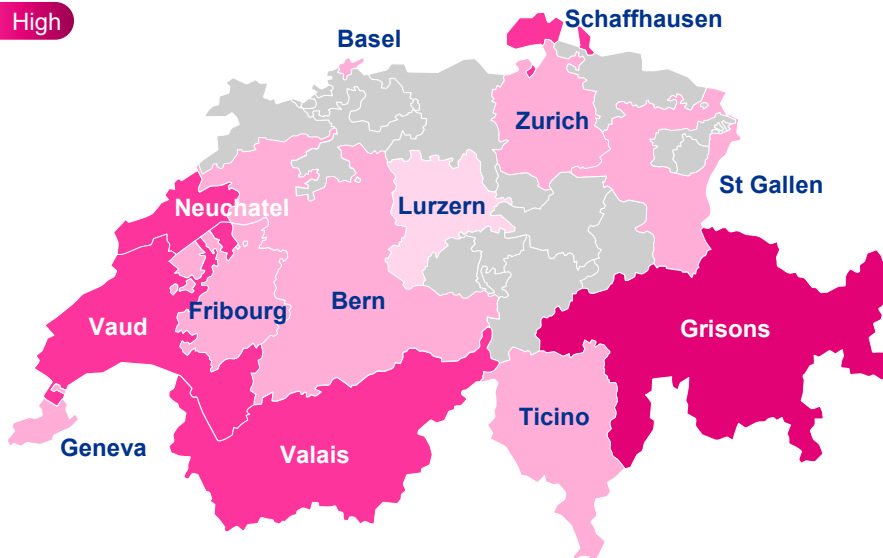 High
Schaffhausen
Basel
Zurich
St Gallen
Neuchatel
Lurzern
Fribourg
Bern
Vaud
Grisons
Ticino
Geneva
Valais